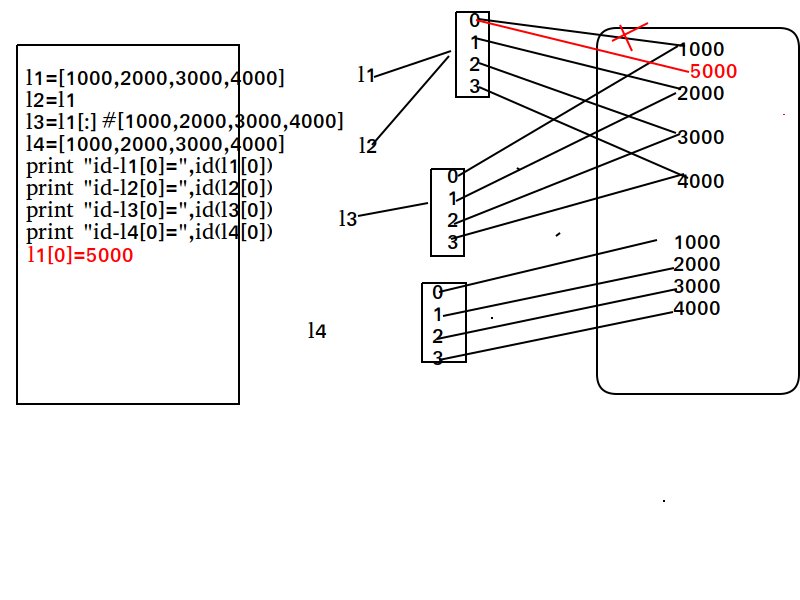 l1=[1000,2000,3000,4000]
l2=l1
l3=l1[:] #[1000,2000,3000,4000]
l4=[1000,2000,3000,4000]
print "id-l1[0]=",id(l1[0])
print "id-l2[0]=",id(l2[0])
print "id-l3[0]=",id(l3[0])
print "id-l4[0]=",id(l4[0])
l1[0]=5000
l1
l2
l3
l4
0
1
2
3
0
1
2
3
0
1
2
3
1000
5000
2000
3000
4000
1000
2000
3000
4000